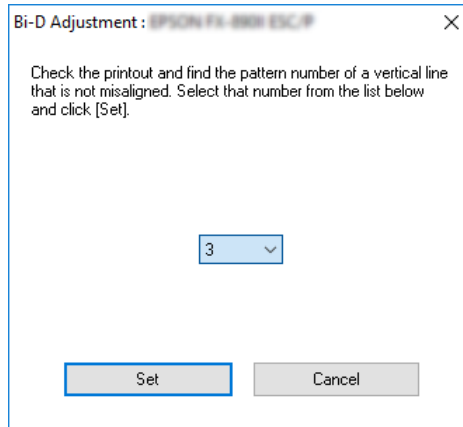 Bi-D Adjustment :
Check the printout and find the pattern number of a vertical line
that is not misaligned. Select that number from the list below
and click [Set].
3
Set
Cancel